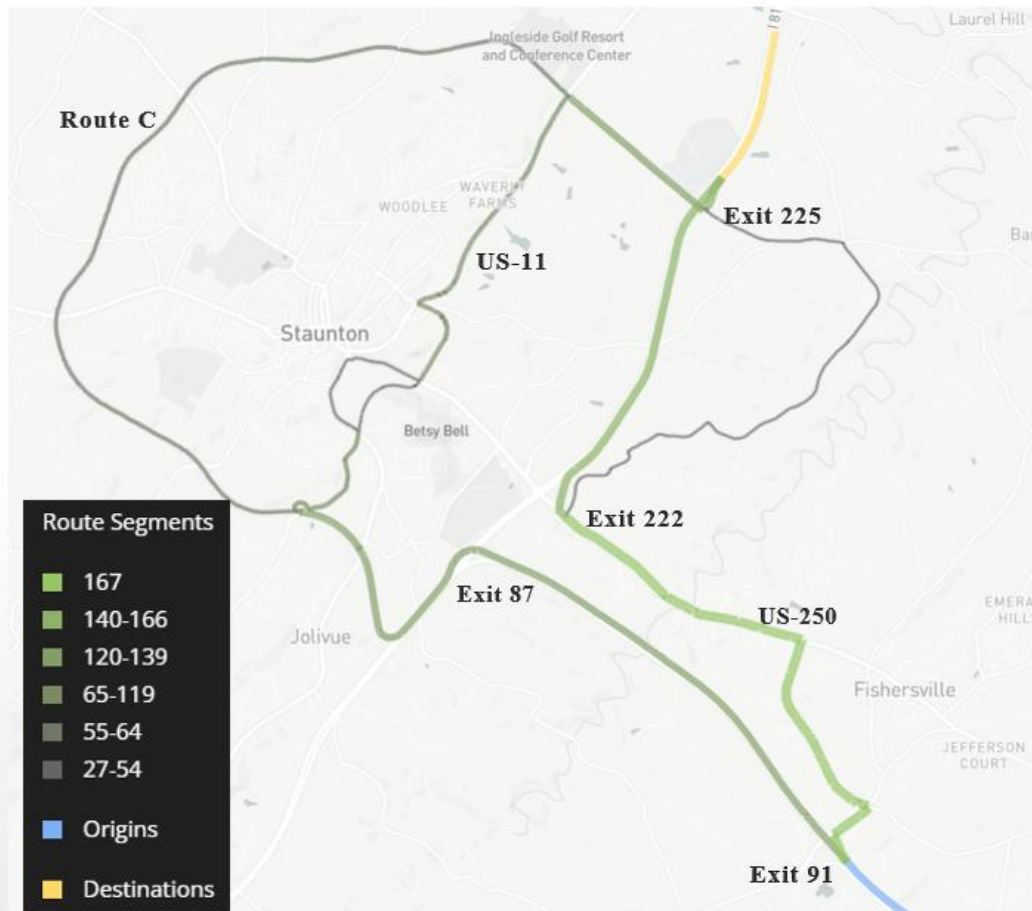 I 81
Laurel Hill
Ingleside Golf Resort
and Conference Center
Route C
WOODLEE
WAVERLY
FARMS
Exit 225
US-11
Staunton
Betsy Bell
Exit 222
Exit 87
US-250
EMERA
HILLS
Jolivue
Fishersville
JEFFERSON
COURT
Exit 91
Route Segments
167
140-166
120-139
65-119
55-64
27-54
Origins
Destinations